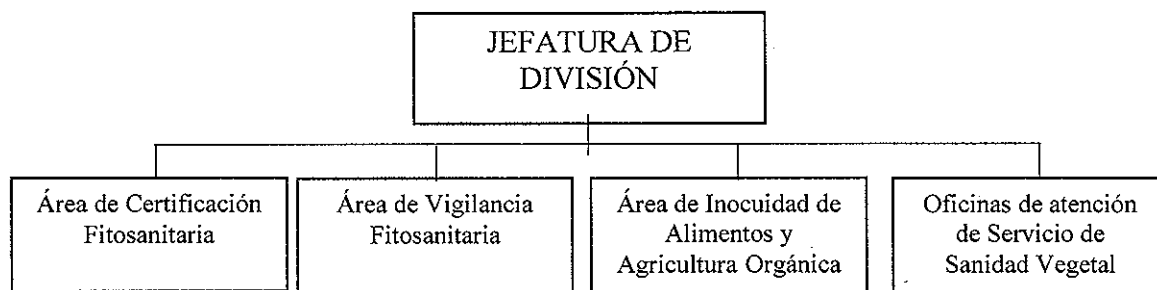 JEFATURA DE
DIVISIÓN
Área de Certificación
Fitosanitaria
Área de Vigilancia
Fitosanitaria
Área de Inocuidad de
Alimentos y
Agricultura Orgánica
Oficinas de atención
de Servicio de
Sanidad Vegetal